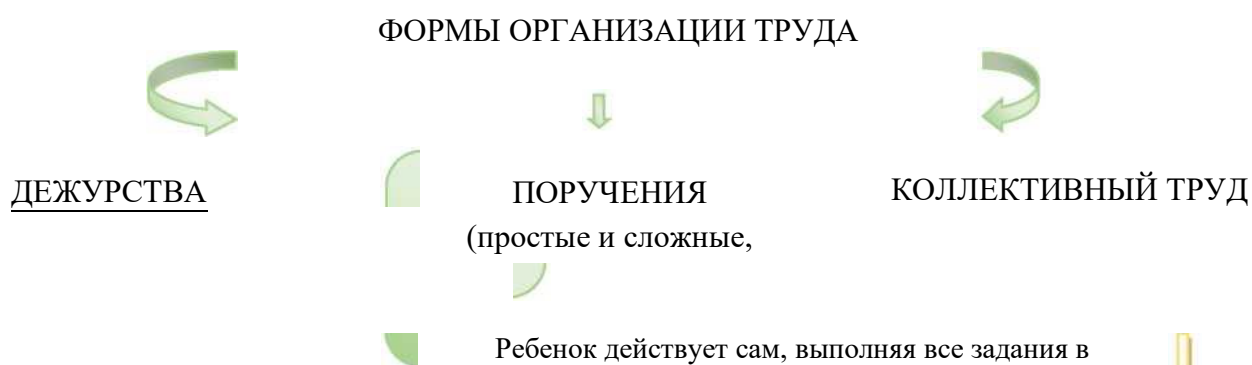 ФОРМЫ ОРГАНИЗАЦИИ ТРУДА
ДЕЖУРСТВА
ПОРУЧЕНИЯ
КОЛЛЕКТИВНЫЙ ТРУД
(простые и сложные,
Ребенок действует сам, выполняя все задания в